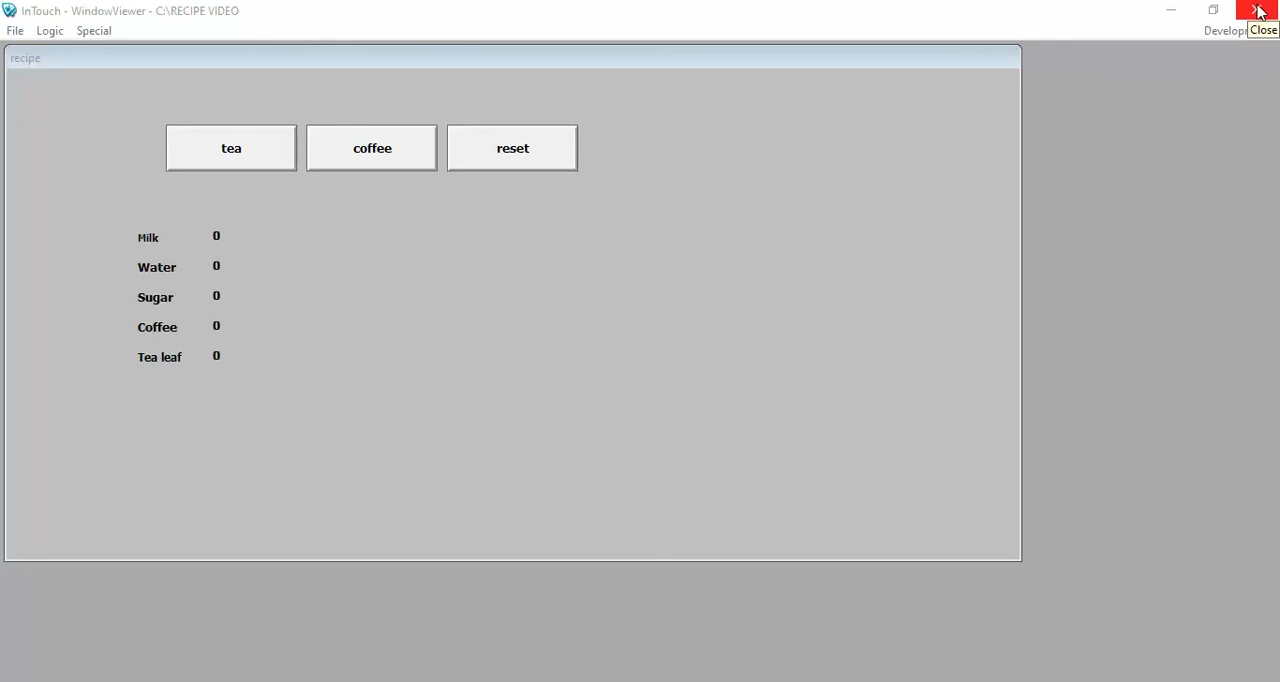 InTouch - WindowViewer - C:\RECIPE VIDEO
File Logic Special
Close
recipe
tea coffee reset
Milk 0
Water 0
Sugar 0
Coffee 0
Tea leaf 0